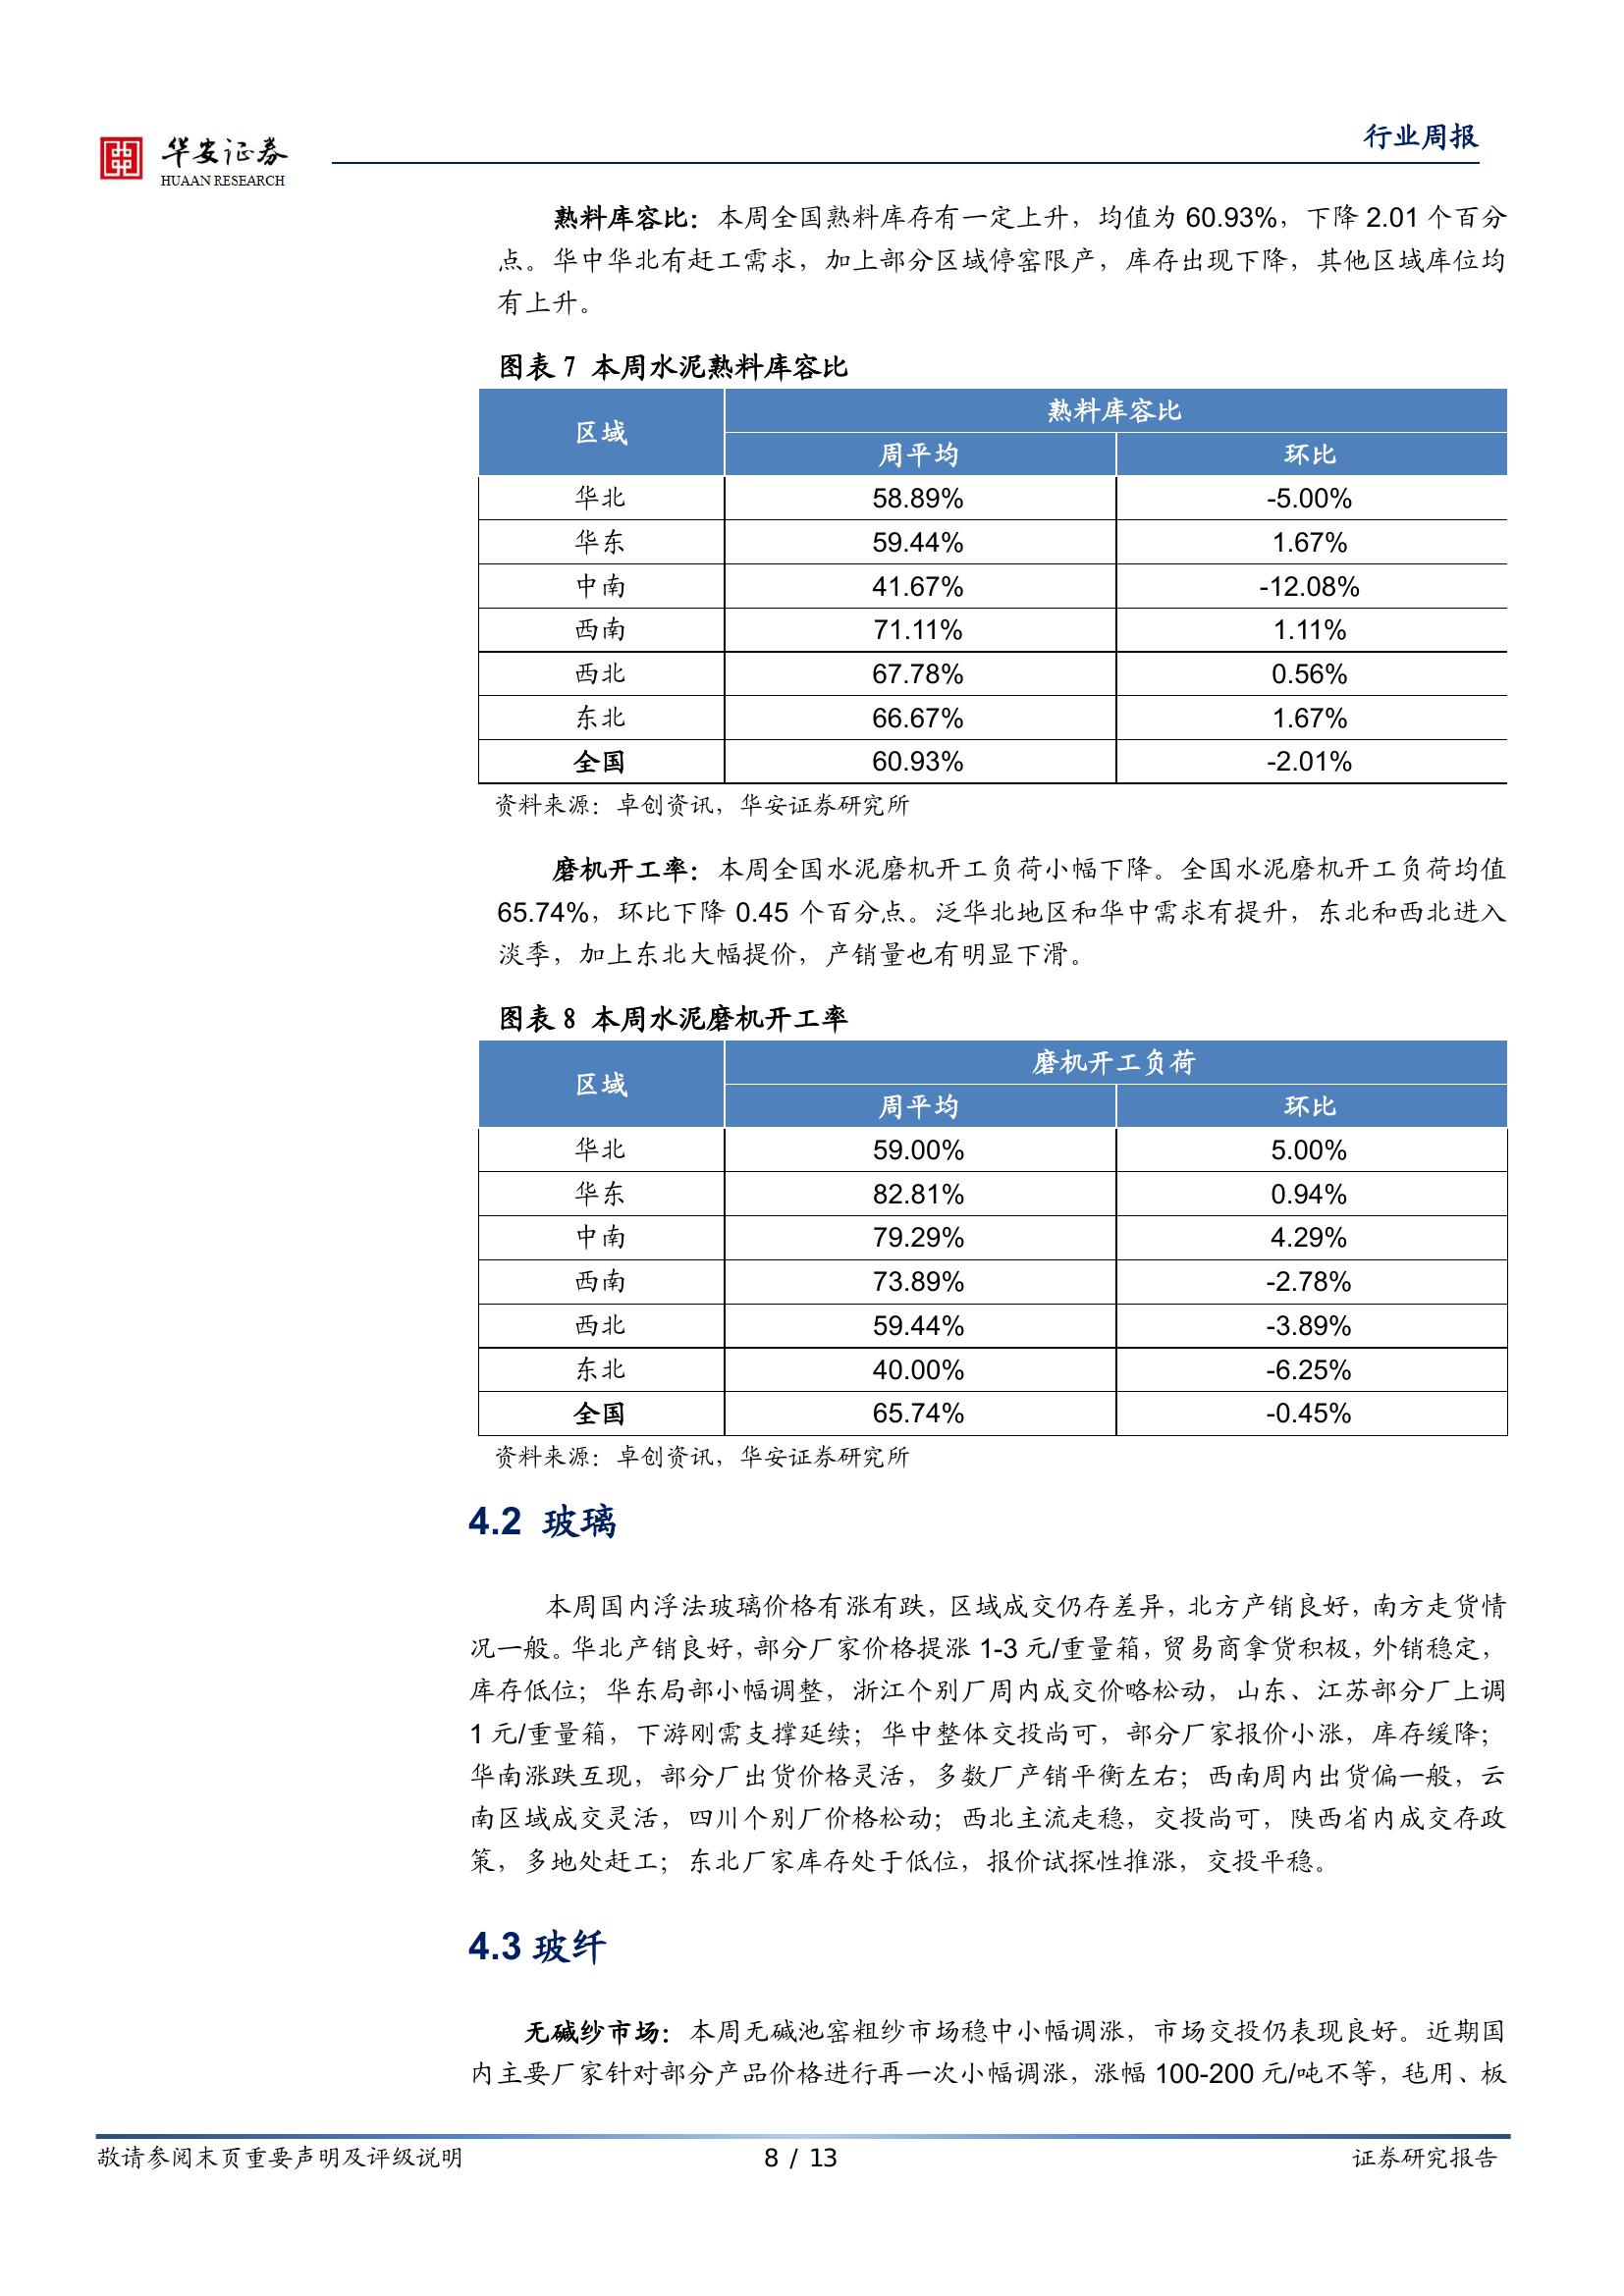 华安证券
HUAAN RESEARCH
行业周报
熟料库容比：本周全国熟料库存有一定上升，均值为 60.93%，下降 2.01 个百分
点。华中华北有赶工需求，加上部分区域停窑限产，库存出现下降，其他区域库位均
有上升。
图表 7 本周水泥熟料库容比
区域 熟料库容比
周平均 环比
华北 58.89% -5.00%
华东 59.44% 1.67%
中南 41.67% -12.08%
西南 71.11% 1.11%
西北 67.78% 0.56%
东北 66.67% 1.67%
全国 60.93% -2.01%
资料来源：卓创资讯，华安证券研究所
磨机开工率：本周全国水泥磨机开工负荷小幅下降。全国水泥磨机开工负荷均值
65.74%，环比下降 0.45 个百分点。泛华北地区和华中需求有提升，东北和西北进入
淡季，加上东北大幅提价，产销量也有明显下滑。
图表 8 本周水泥磨机开工率
区域 磨机开工负荷
周平均 环比
华北 59.00% 5.00%
华东 82.81% 0.94%
中南 79.29% 4.29%
西南 73.89% -2.78%
西北 59.44% -3.89%
东北 40.00% -6.25%
全国 65.74% -0.45%
资料来源：卓创资讯，华安证券研究所
4.2 玻璃
本周国内浮法玻璃价格有涨有跌，区域成交仍存差异，北方产销良好，南方走货情
况一般。华北产销良好，部分厂家价格提涨 1-3 元/重量箱，贸易商拿货积极，外销稳定，
库存低位；华东局部小幅调整，浙江个别厂周内成交价略松动，山东、江苏部分厂上调
1 元/重量箱，下游刚需支撑延续；华中整体交投尚可，部分厂家报价小涨，库存缓降；
华南涨跌互现，部分厂出货价格灵活，多数厂产销平衡左右；西南周内出货偏一般，云
南区域成交灵活，四川个别厂价格松动；西北主流走稳，交投尚可，陕西省内成交存政
策，多地处赶工；东北厂家库存处于低位，报价试探性推涨，交投平稳。
4.3 玻纤
无碱纱市场：本周无碱池窑粗纱市场稳中小幅调涨，市场交投仍表现良好。近期国
内主要厂家针对部分产品价格进行再一次小幅调涨，涨幅 100-200 元/吨不等，毡用、板
敬请参阅末页重要声明及评级说明 8 / 13 证券研究报告